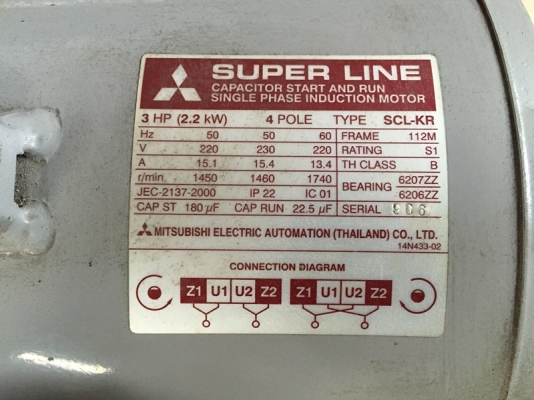 SUPER LINE
CAPACITOR START AND RUN
SINGLE PHASE INDUCTION MOTOR
3 HP (2.2 kW) 4 POLE TYPE SCL-KR
Hz 50 50 60 FRAME 112M
V 220 230 220 RATING S1
A 15.1 15.4 13.4 TH CLASS B
r/min 1450 1460 1740 BEARING 6207ZZ
JEC-2137-2000 IP 22 IC 01 6206ZZ
CAP ST 180 µF CAP RUN 22.5 µF SERIAL
MITSUBISHI ELECTRIC AUTOMATION (THAILAND) CO., LTD.
14N433-02
CONNECTION DIAGRAM
Z1 U1 U2 Z2 Z1 U1 U2 Z2